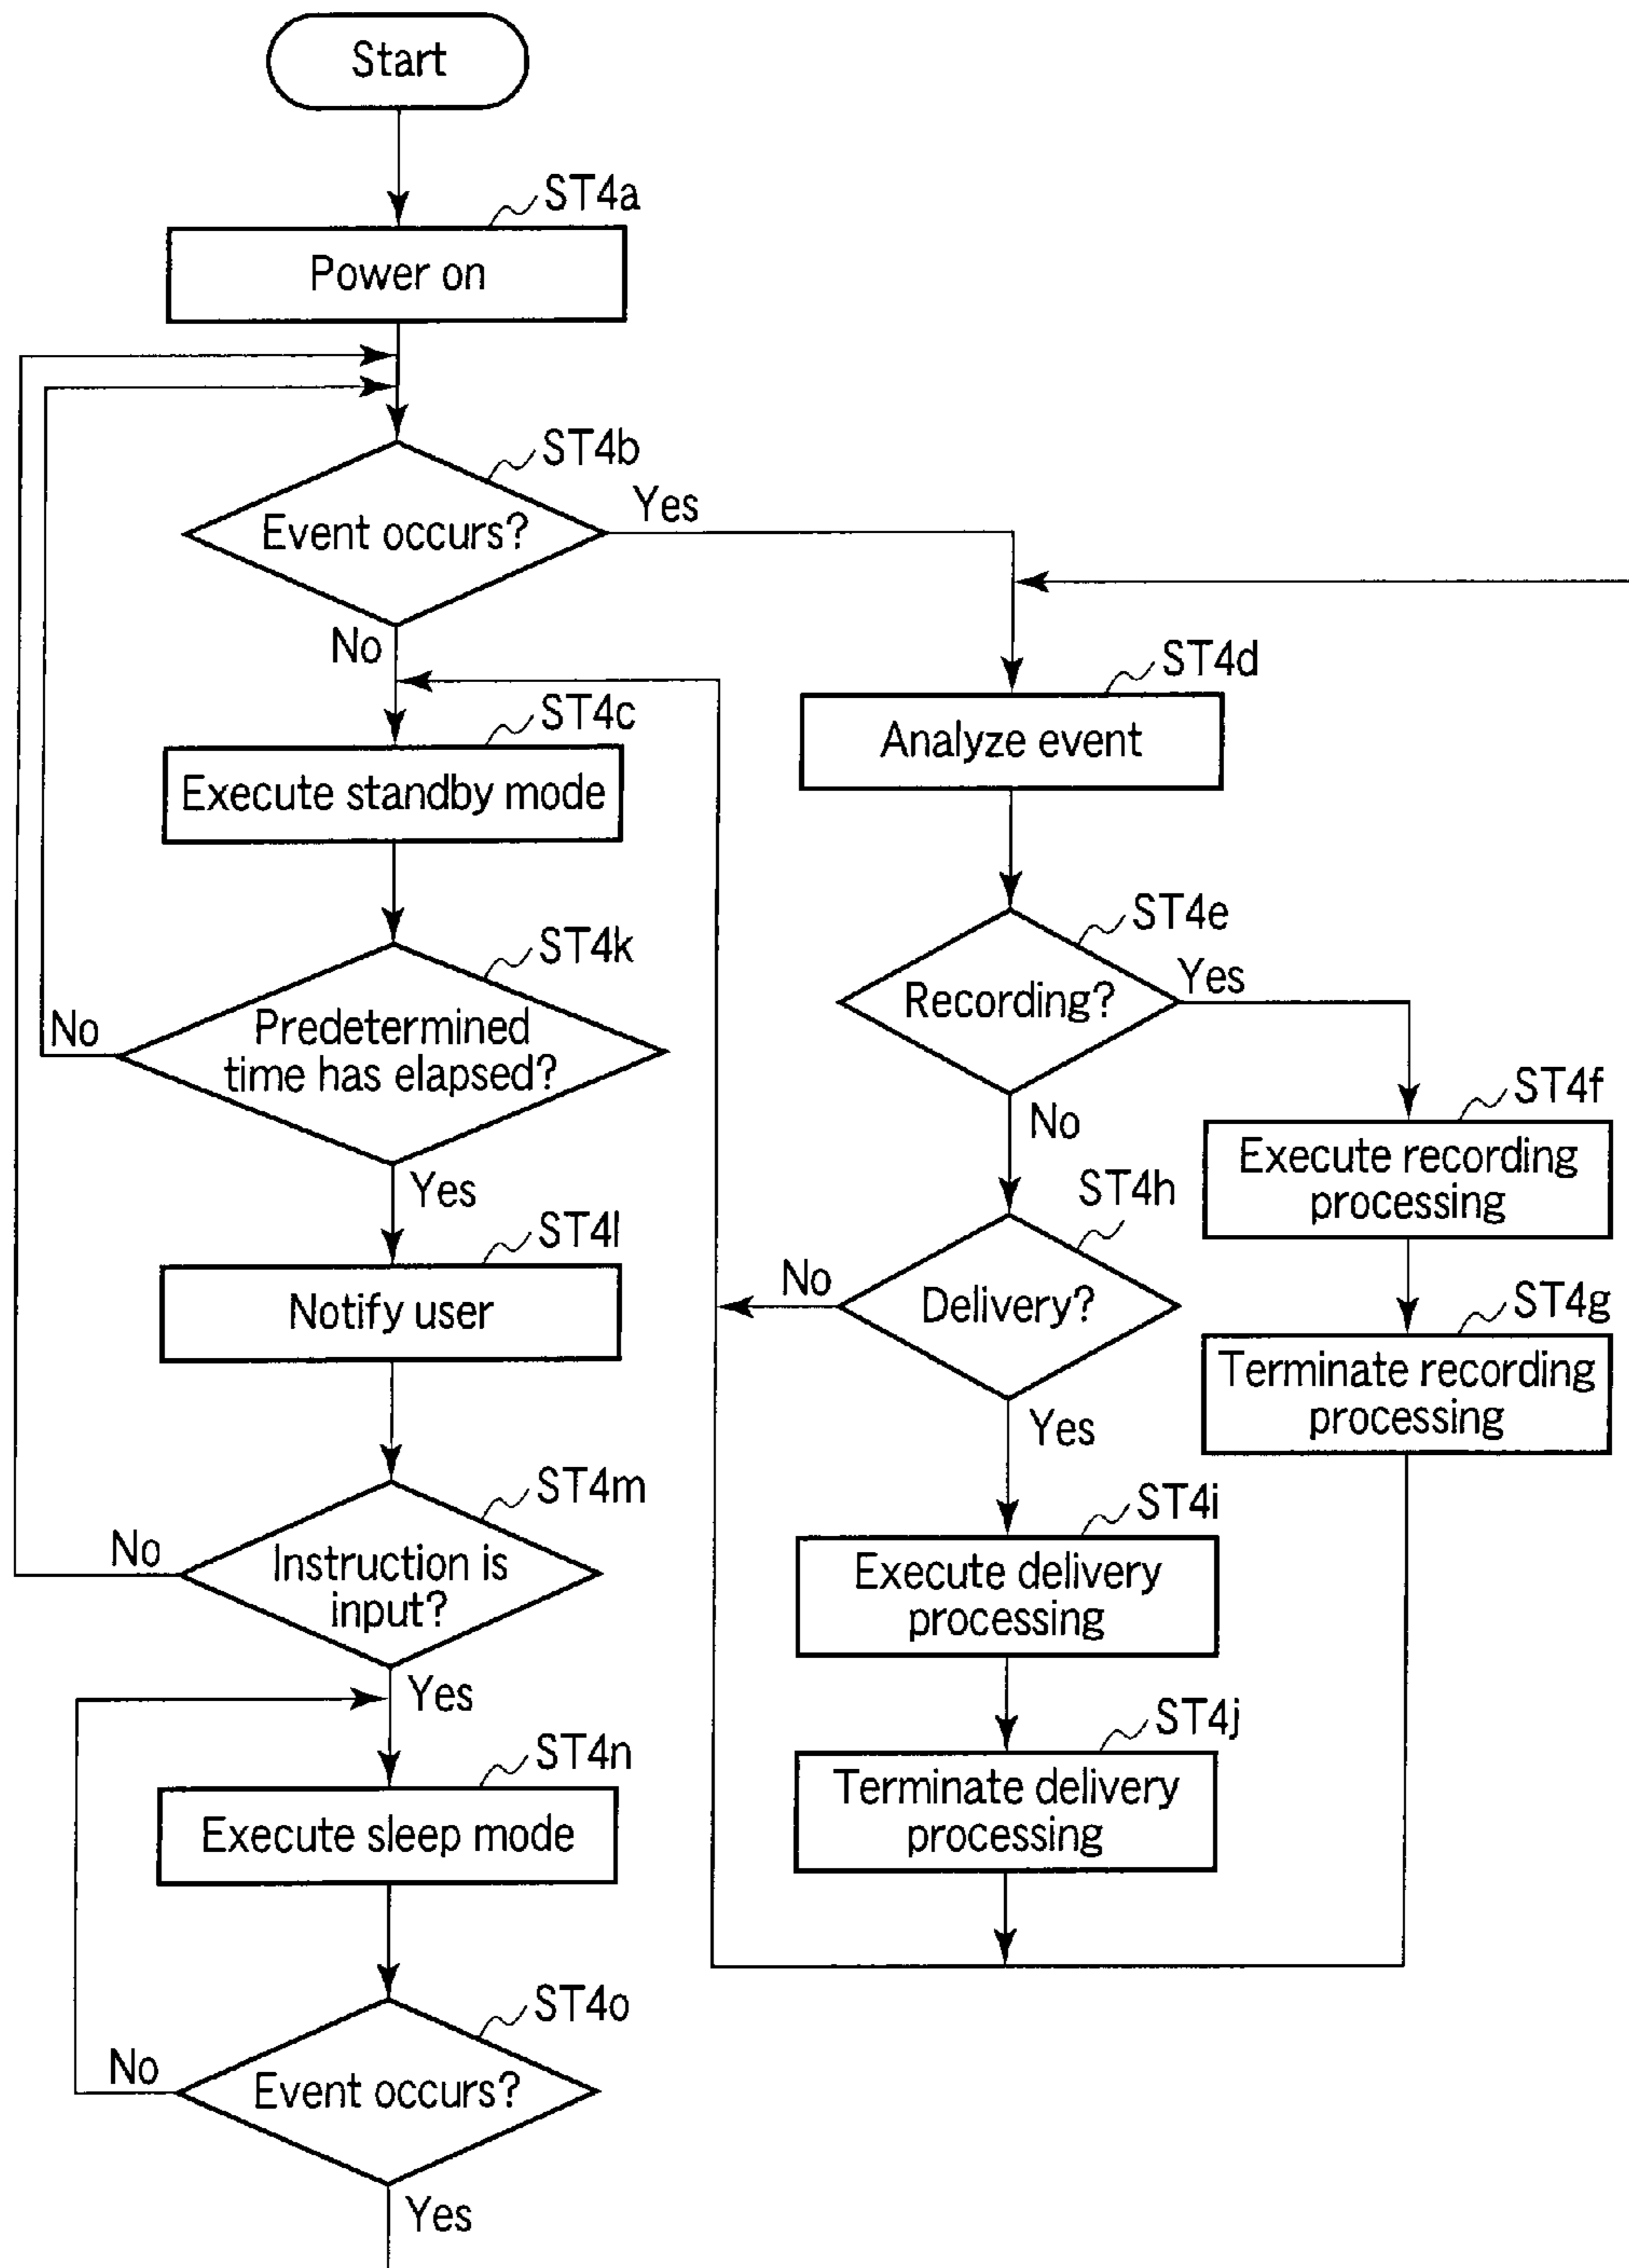 Start
ST4a
Power on
ST4b
Event occurs?
Yes
No
ST4c
Execute standby mode
ST4k
Predetermined
time has elapsed?
No
Yes
ST4l
Notify user
ST4m
Instruction is
input?
No
Yes
ST4n
Execute sleep mode
ST4o
Event occurs?
No
Yes
ST4d
Analyze event
ST4e
Recording?
Yes
No
ST4f
Execute recording
processing
ST4g
Terminate recording
processing
ST4h
Delivery?
No
Yes
ST4i
Execute delivery
processing
ST4j
Terminate delivery
processing